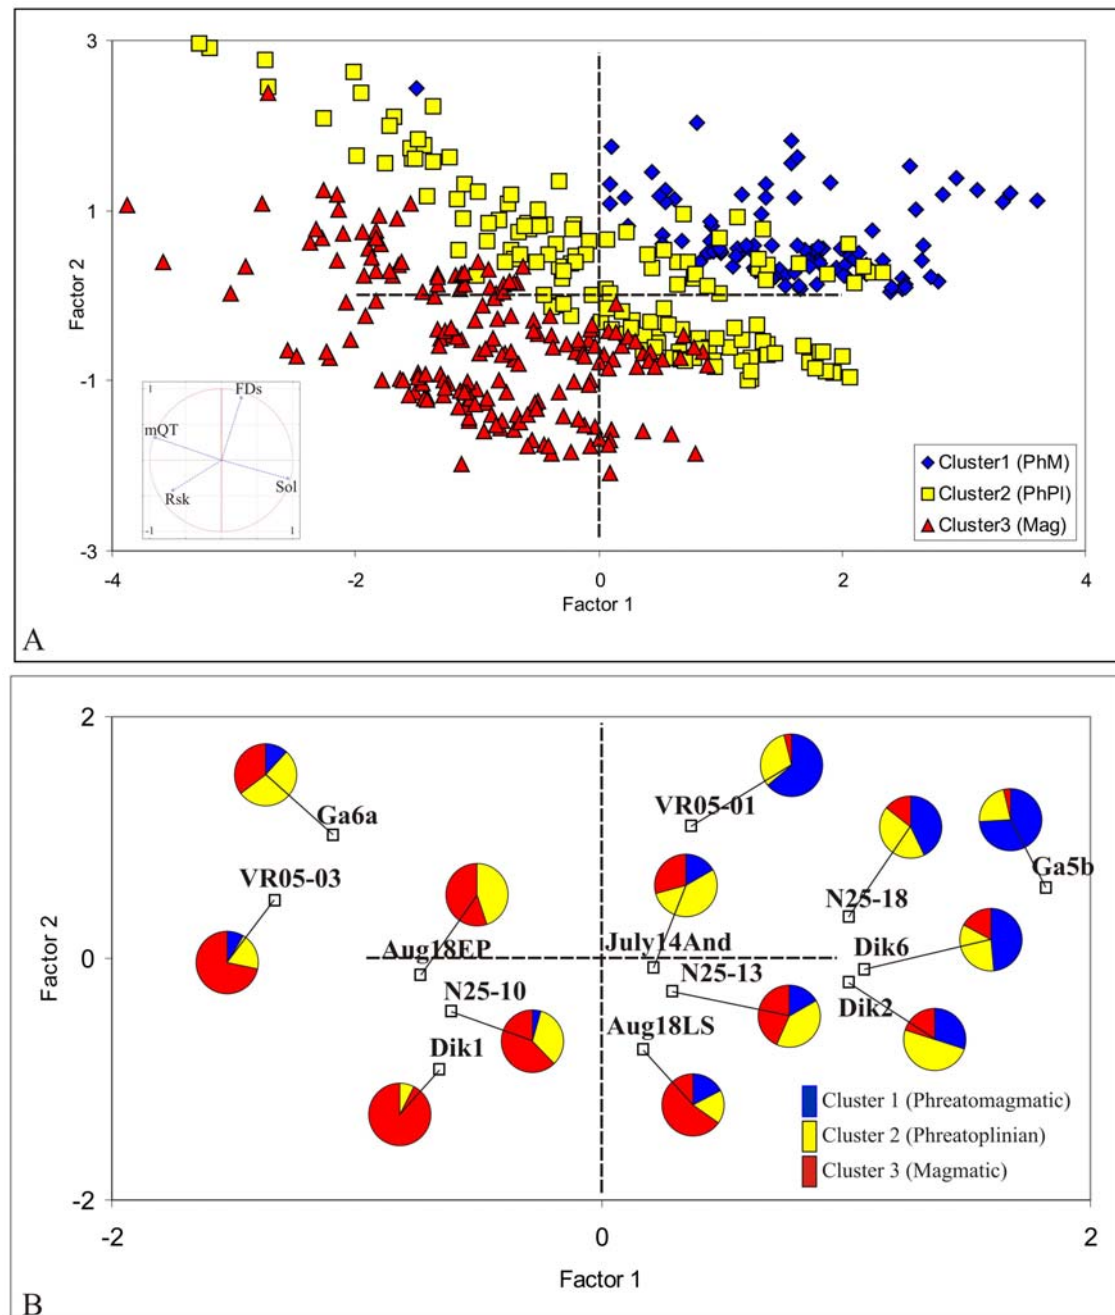 3
1
-1
-3
Factor 2
-4
-2
0
2
4
Factor 1
1
FDs
mQT
Sol
Rsk
-1
1
Cluster1 (PhM)
Cluster2 (PhPl)
Cluster3 (Mag)
A
2
0
-2
Factor 2
-2
0
2
Factor 1
Ga6a
VR05-01
VR05-03
Ga5b
N25-18
Aug18EP
July14And
Dik6
N25-10
N25-13
Dik2
Dik1
Aug18LS
Cluster 1 (Phreatomagmatic)
Cluster 2 (Phreatoplinian)
Cluster 3 (Magmatic)
B